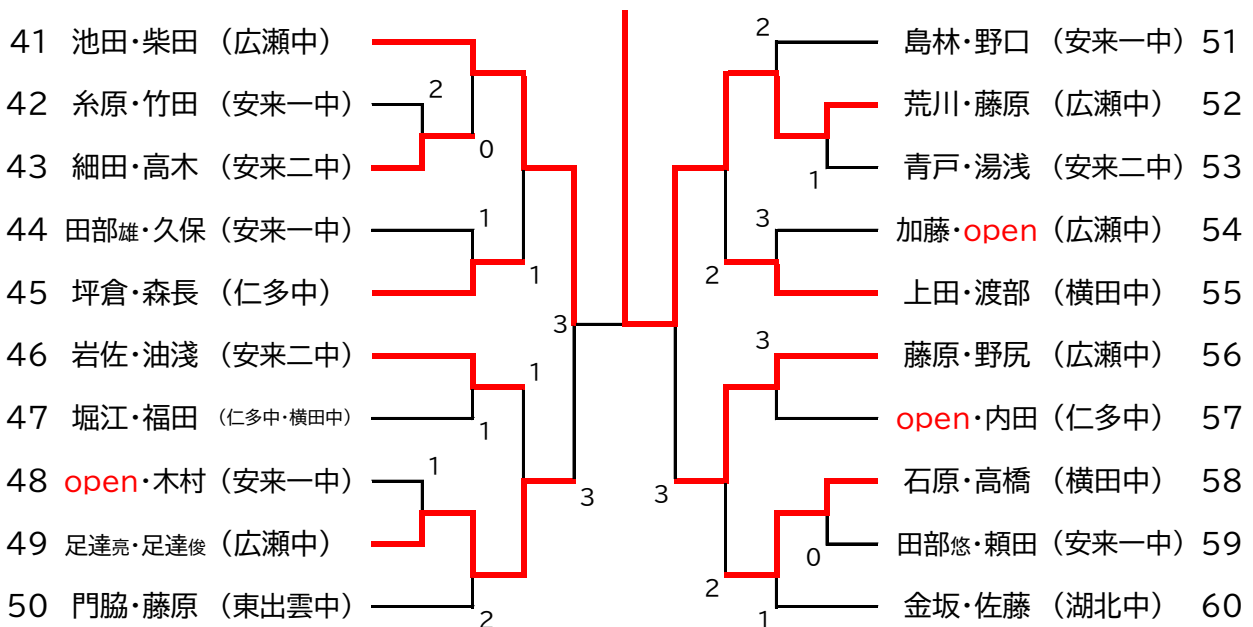 41 池田・柴田 (広瀬中)
42 糸原・竹田 (安来一中)
43 細田・高木 (安来二中)
44 田部雄・久保 (安来一中)
45 坪倉・森長 (仁多中)
46 岩佐・油淺 (安来二中)
47 堀江・福田 (仁多中・横田中)
48 open・木村 (安来一中)
49 足達亮・足達俊 (広瀬中)
50 門脇・藤原 (東出雲中)
2
0
1
1
1
1
1
2
3
3
島林・野口 (安来一中) 51
荒川・藤原 (広瀬中) 52
青戸・湯浅 (安来二中) 53
加藤・open (広瀬中) 54
上田・渡部 (横田中) 55
藤原・野尻 (広瀬中) 56
open・内田 (仁多中) 57
石原・高橋 (横田中) 58
田部悠・頼田 (安来一中) 59
金坂・佐藤 (湖北中) 60
2
1
3
2
3
3
0
2
1